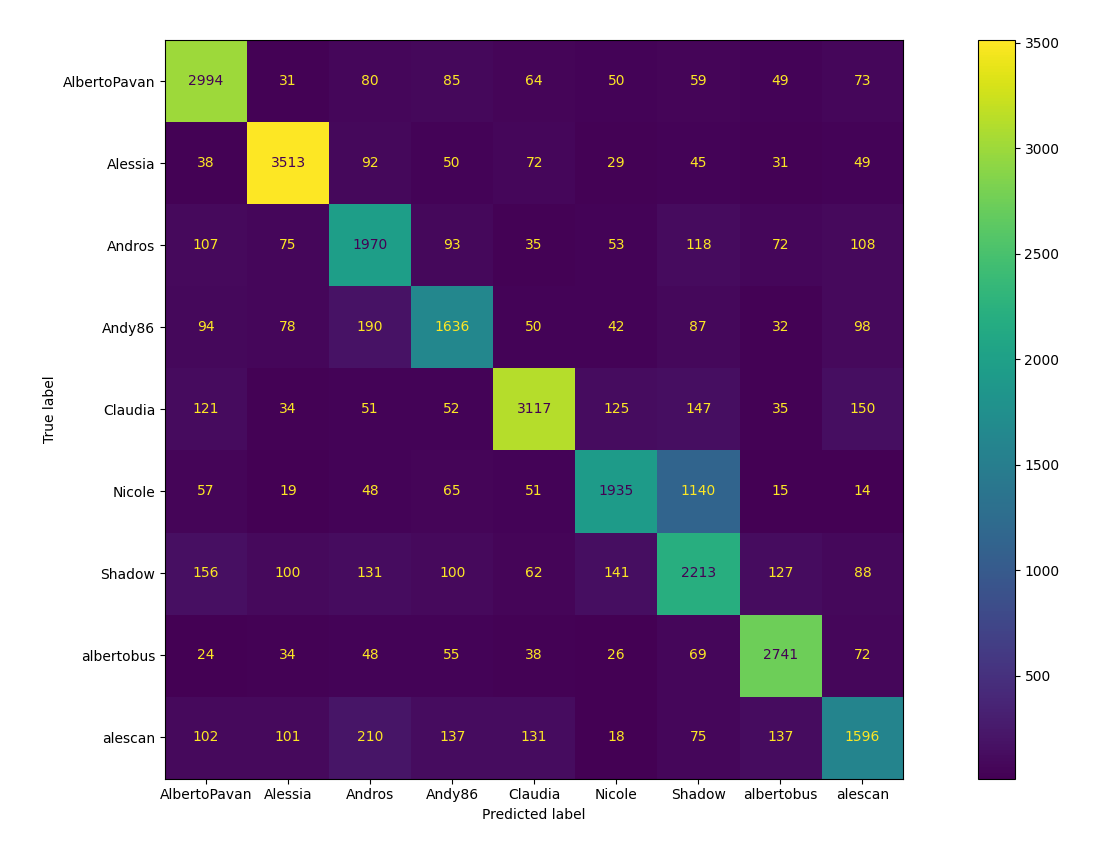 AlbertoPavan 2994 31 80 85 64 50 59 49 73
Alessia 38 3513 92 50 72 29 45 31 49
Andros 107 75 1970 93 35 53 118 72 108
Andy86 94 78 190 1636 50 42 87 32 98
Claudia 121 34 51 52 3117 125 147 35 150
Nicole 57 19 48 65 51 1935 1140 15 14
Shadow 156 100 131 100 62 141 2213 127 88
albertobus 24 34 48 55 38 26 69 2741 72
alescan 102 101 210 137 131 18 75 137 1596
AlbertoPavan Alessia Andros Andy86 Claudia Nicole Shadow albertobus alescan
Predicted label
True label
3500
3000
2500
2000
1500
1000
500